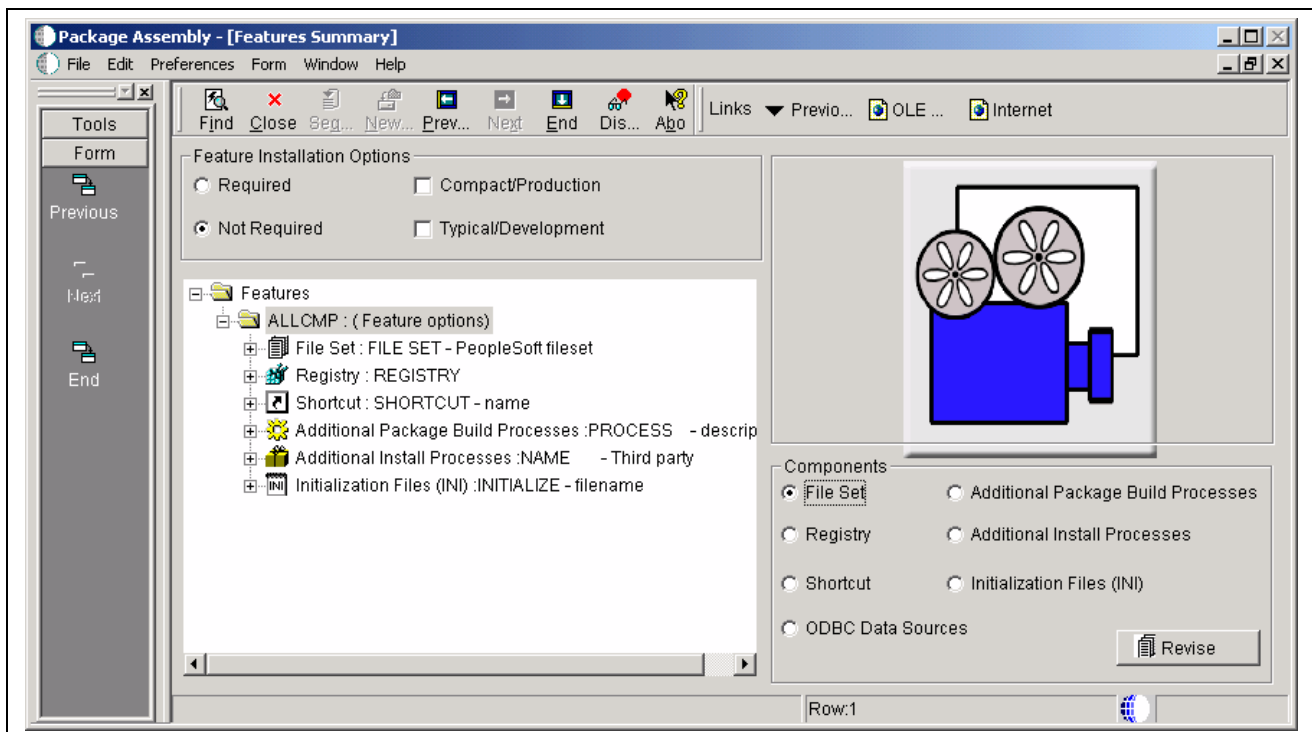 Package Assembly - [Features Summary]
File Edit Preferences Form Window Help
Tools
Form
Previous
Next
End
Find Close Seq... New... Prev... Next End Dis... Abo Links Previo... OLE ... Internet
Feature Installation Options
Required Compact/Production
Not Required Typical/Development
Features
ALLCMP : ( Feature options)
File Set : FILE SET - PeopleSoft fileset
Registry : REGISTRY
Shortcut : SHORTCUT - name
Additional Package Build Processes :PROCESS - descrip
Additional Install Processes :NAME - Third party
Initialization Files (INI) :INITIALIZE - filename
Components
File Set Additional Package Build Processes
Registry Additional Install Processes
Shortcut Initialization Files (INI)
ODBC Data Sources
Revise
Row:1